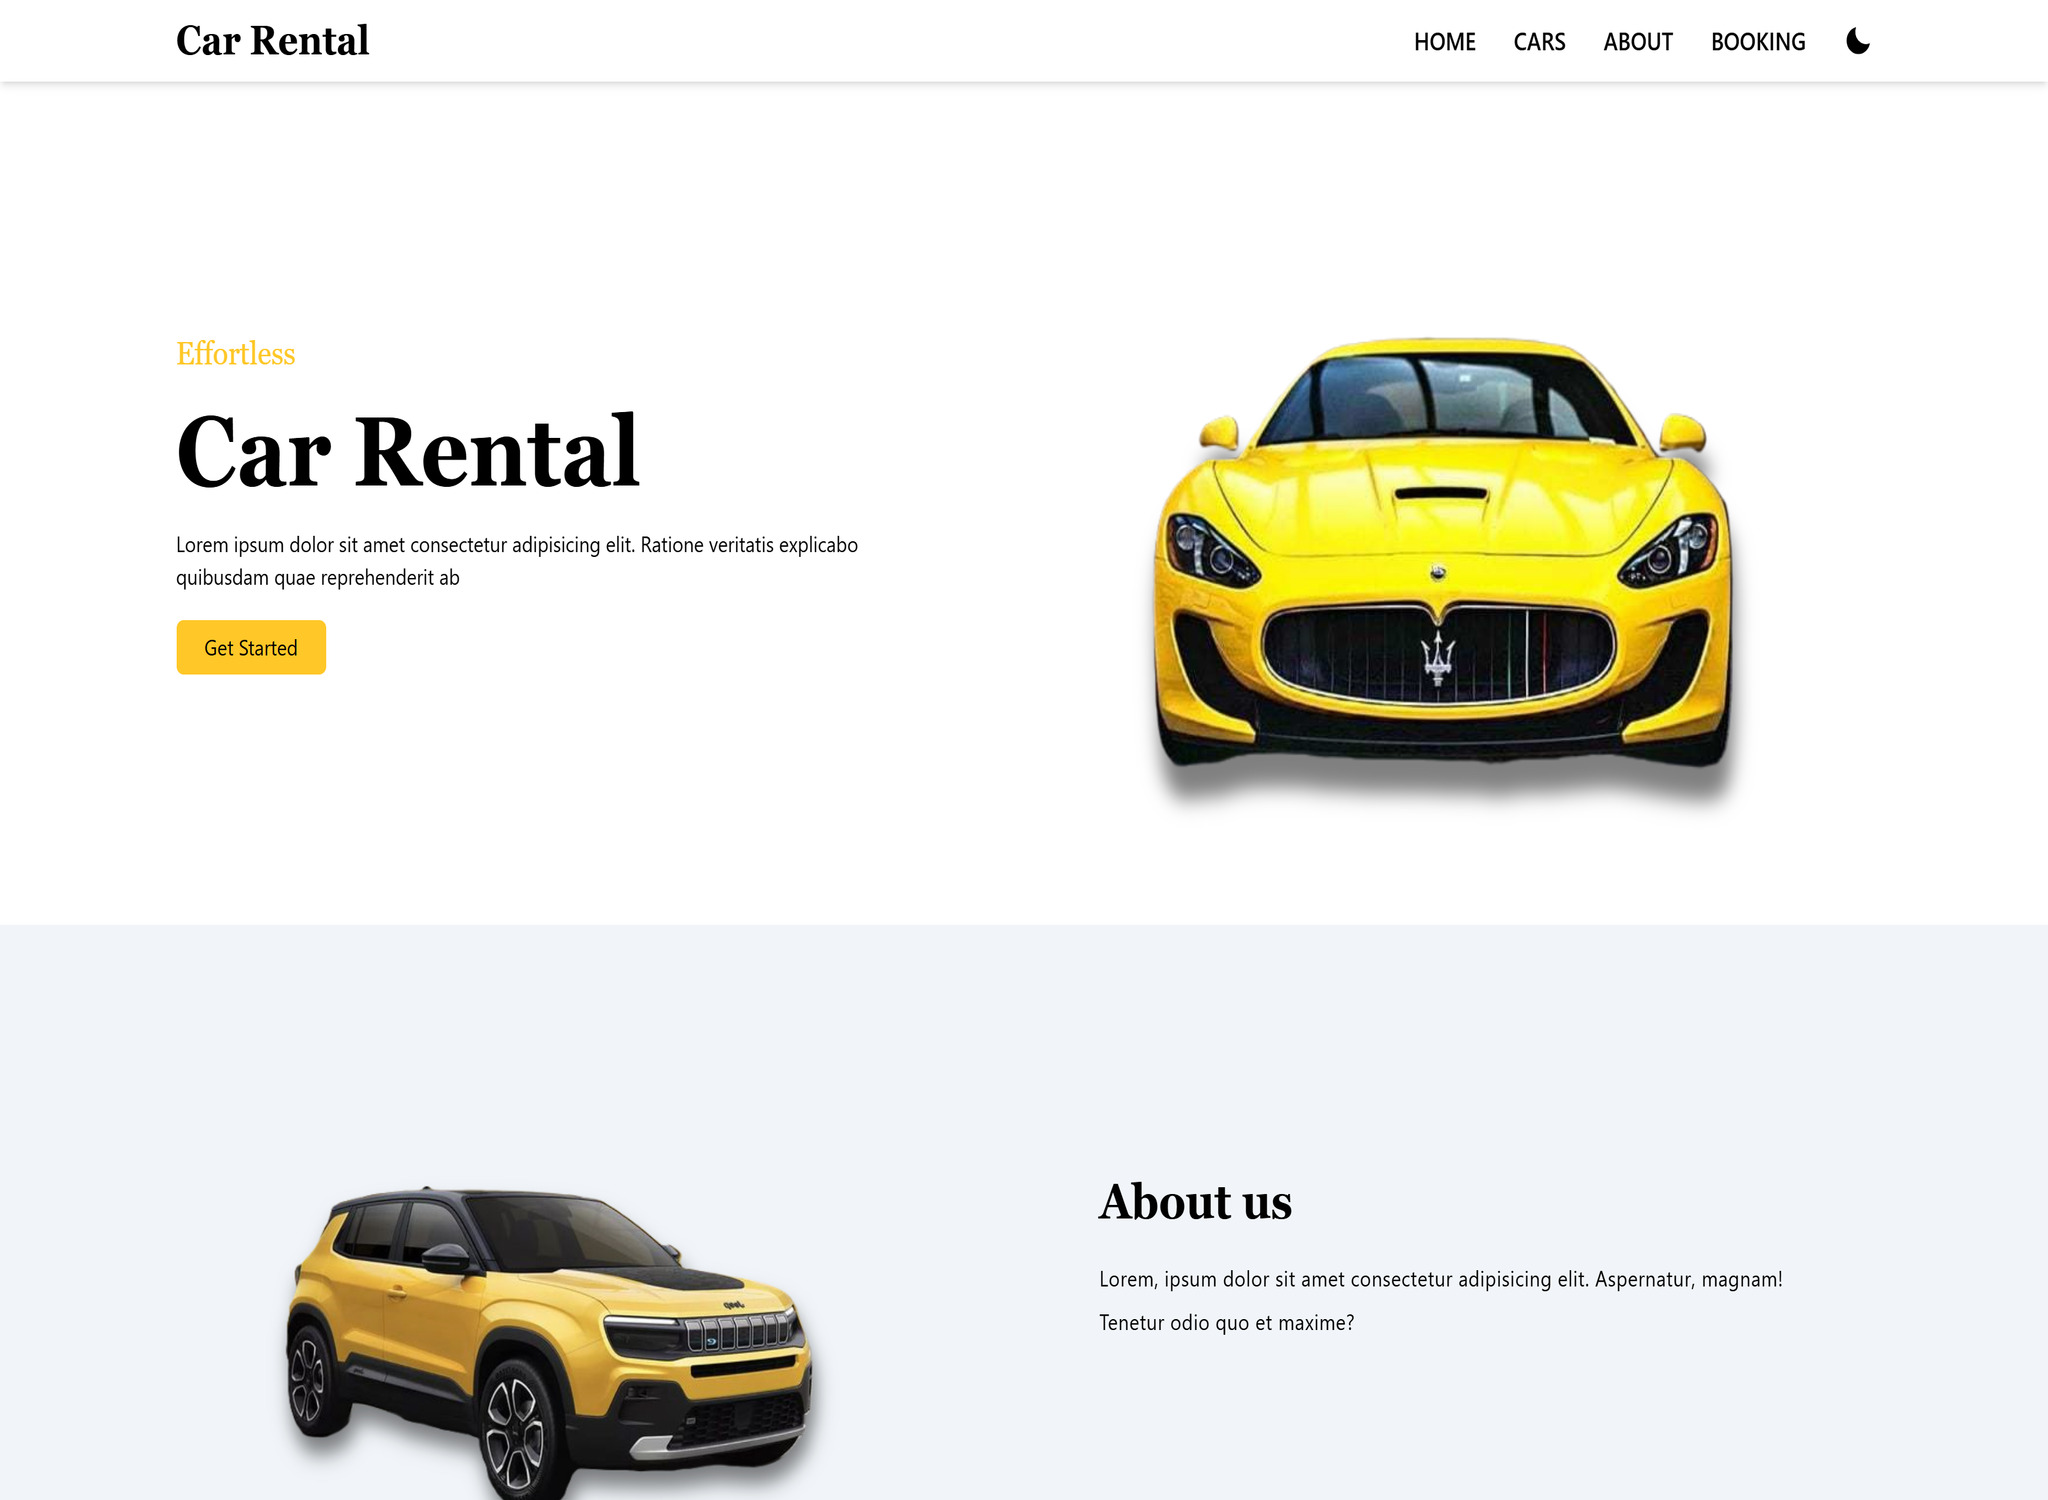 Car Rental
HOME CARS ABOUT BOOKING
Effortless
Car Rental
Lorem ipsum dolor sit amet consectetur adipisicing elit. Ratione veritatis explicabo
quibusdam quae reprehenderit ab
Get Started
About us
Lorem, ipsum dolor sit amet consectetur adipisicing elit. Aspernatur, magnam!
Tenetur odio quo et maxime?